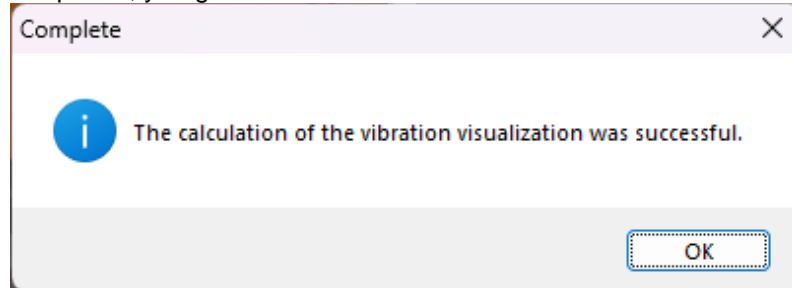 Complete
The calculation of the vibration visualization was successful.
OK